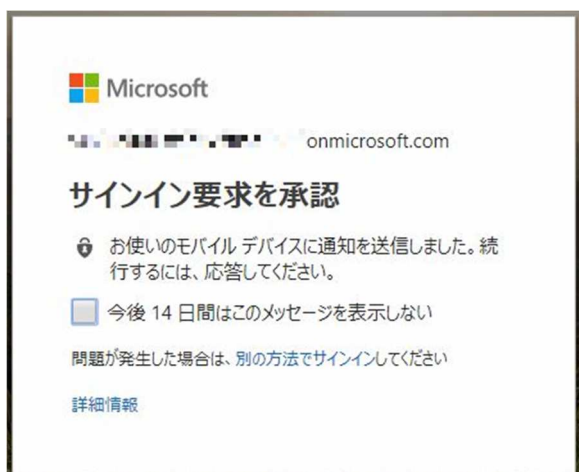 Microsoft
onmicrosoft.com
サインイン要求を承認
お使いのモバイル デバイスに通知を送信しました。続
行するには、応答してください。
今後 14 日間はこのメッセージを表示しない
問題が発生した場合は、別の方法でサインインしてください
詳細情報